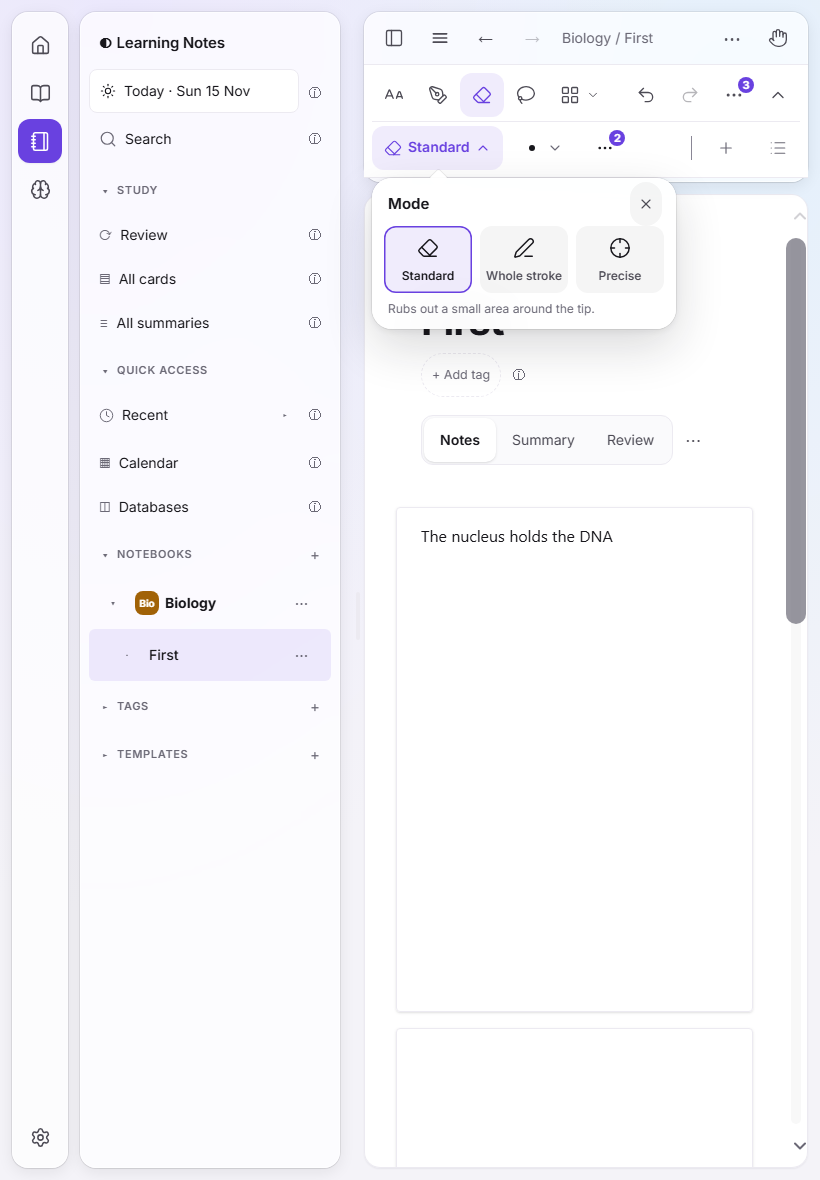 Learning Notes
Today · Sun 15 Nov
Search
STUDY
Review
All cards
All summaries
QUICK ACCESS
Recent
Calendar
Databases
NOTEBOOKS
Bio Biology
First
TAGS
TEMPLATES
Biology / First
AA
3
Standard
2
Mode
Standard Whole stroke Precise
Rubs out a small area around the tip.
First
+ Add tag
Notes Summary Review
The nucleus holds the DNA